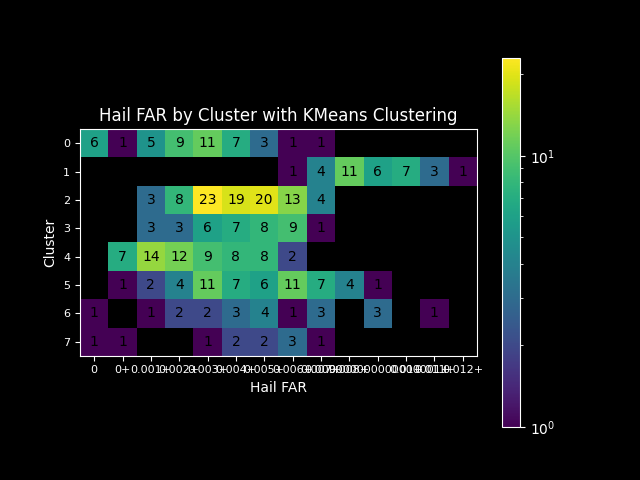 Hail FAR by Cluster with KMeans Clustering
0 6 1 5 9 11 7 3 1 1
1 1 4 11 6 7 3 1
2 3 8 23 19 20 13 4
3 3 3 6 7 8 9 1
4 7 14 12 9 8 8 2
5 1 2 4 11 7 6 11 7 4 1
6 1 1 2 2 3 4 1 3 3 1
7 1 1 1 2 2 3 1
0 0+
Hail FAR
Cluster
10^1
10^0